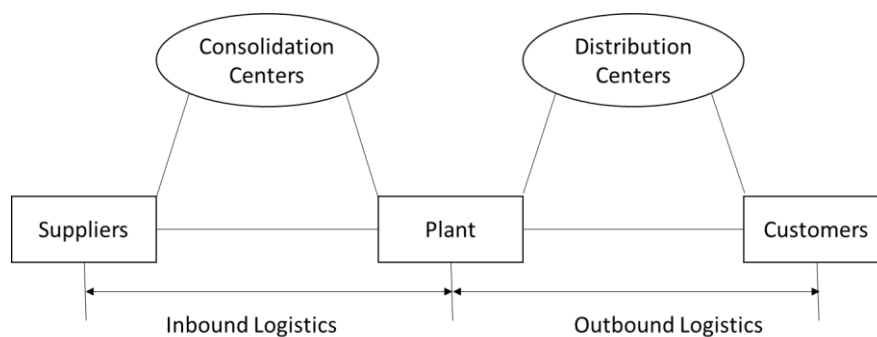 Consolidation
Centers
Distribution
Centers
Suppliers
Plant
Customers
Inbound Logistics
Outbound Logistics